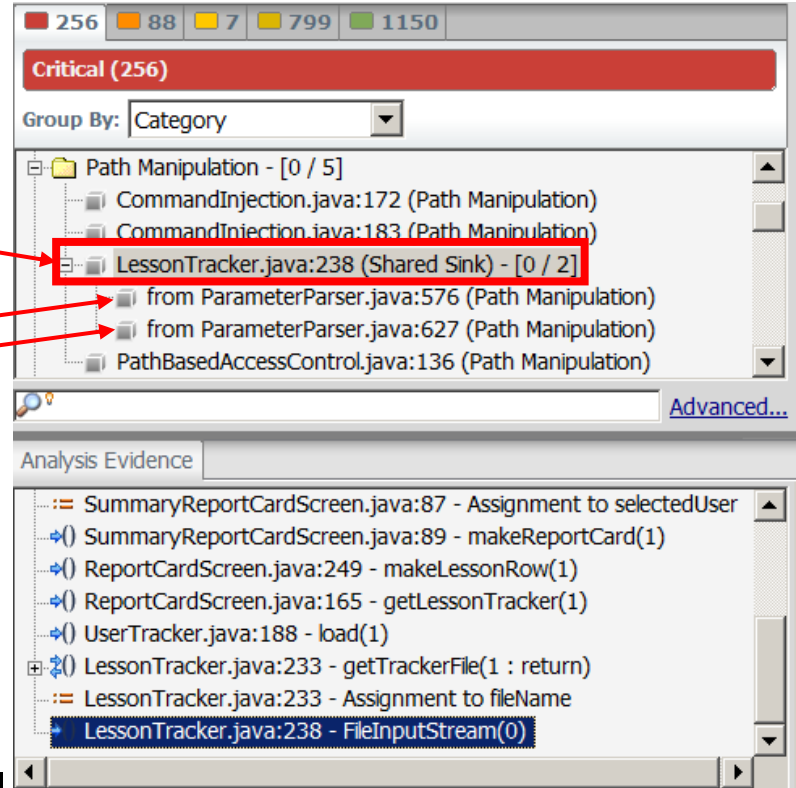 256 88 7 799 1150
Critical (256)
Group By: Category
Path Manipulation - [0 / 5]
CommandInjection.java:172 (Path Manipulation)
CommandInjection.java:183 (Path Manipulation)
LessonTracker.java:238 (Shared Sink) - [0 / 2]
from ParameterParser.java:576 (Path Manipulation)
from ParameterParser.java:627 (Path Manipulation)
PathBasedAccessControl.java:136 (Path Manipulation)
Advanced...
Analysis Evidence
:= SummaryReportCardScreen.java:87 - Assignment to selectedUser
() SummaryReportCardScreen.java:89 - makeReportCard(1)
() ReportCardScreen.java:249 - makeLessonRow(1)
() ReportCardScreen.java:165 - getLessonTracker(1)
() UserTracker.java:188 - load(1)
() LessonTracker.java:233 - getTrackerFile(1 : return)
:= LessonTracker.java:233 - Assignment to fileName
() LessonTracker.java:238 - FileInputStream(0)